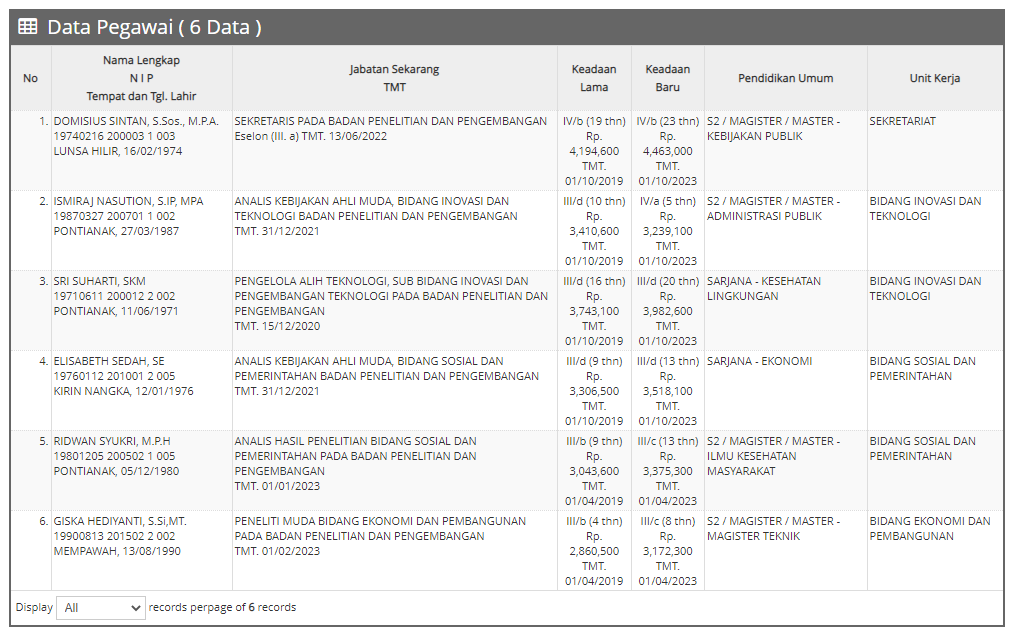 Data Pegawai ( 6 Data )
No
Nama Lengkap
N I P
Tempat dan Tgl. Lahir
Jabatan Sekarang
TMT
Keadaan
Lama
Keadaan
Baru
Pendidikan Umum
Unit Kerja
1.
DOMISIUS SINTAN, S.Sos., M.P.A.
19740216 200003 1 003
LUNSA HILIR, 16/02/1974
SEKRETARIS PADA BADAN PENELITIAN DAN PENGEMBANGAN
Eselon (III. a) TMT. 13/06/2022
IV/b (19 thn)
Rp.
4,194,600
TMT.
01/10/2019
IV/b (23 thn)
Rp.
4,463,000
TMT.
01/10/2023
S2 / MAGISTER / MASTER -
KEBIJAKAN PUBLIK
SEKRETARIAT
2.
ISMIRAJ NASUTION, S.IP, MPA
19870327 200701 1 002
PONTIANAK, 27/03/1987
ANALIS KEBIJAKAN AHLI MUDA, BIDANG INOVASI DAN
TEKNOLOGI BADAN PENELITIAN DAN PENGEMBANGAN
TMT. 31/12/2021
III/d (10 thn)
Rp.
3,410,600
TMT.
01/10/2019
IV/a (5 thn)
Rp.
3,239,100
TMT.
01/10/2023
S2 / MAGISTER / MASTER -
ADMINISTRASI PUBLIK
BIDANG INOVASI DAN
TEKNOLOGI
3.
SRI SUHARTI, SKM
19710611 200012 2 002
PONTIANAK, 11/06/1971
PENGELOLA ALIH TEKNOLOGI, SUB BIDANG INOVASI DAN
PENGEMBANGAN TEKNOLOGI PADA BADAN PENELITIAN DAN
PENGEMBANGAN
TMT. 15/12/2020
III/d (16 thn)
Rp.
3,743,100
TMT.
01/10/2019
III/d (20 thn)
Rp.
3,982,600
TMT.
01/10/2023
SARJANA - KESEHATAN
LINGKUNGAN
BIDANG INOVASI DAN
TEKNOLOGI
4.
ELISABETH SEDAH, SE
19760112 201001 2 005
KIRIN NANGKA, 12/01/1976
ANALIS KEBIJAKAN AHLI MUDA, BIDANG SOSIAL DAN
PEMERINTAHAN BADAN PENELITIAN DAN PENGEMBANGAN
TMT. 31/12/2021
III/d (9 thn)
Rp.
3,306,500
TMT.
01/10/2019
III/d (13 thn)
Rp.
3,518,100
TMT.
01/10/2023
SARJANA - EKONOMI
BIDANG SOSIAL DAN
PEMERINTAHAN
5.
RIDWAN SYUKRI, M.P.H
19801205 200502 1 005
PONTIANAK, 05/12/1980
ANALIS HASIL PENELITIAN BIDANG SOSIAL DAN
PEMERINTAHAN PADA BADAN PENELITIAN DAN
PENGEMBANGAN
TMT. 01/01/2023
III/b (9 thn)
Rp.
3,043,600
TMT.
01/04/2019
III/c (13 thn)
Rp.
3,375,300
TMT.
01/04/2023
S2 / MAGISTER / MASTER -
ILMU KESEHATAN
MASYARAKAT
BIDANG SOSIAL DAN
PEMERINTAHAN
6.
GISKA HEDIYANTI, S.Si,MT.
19900813 201502 2 002
MEMPAWAH, 13/08/1990
PENELITI MUDA BIDANG EKONOMI DAN PEMBANGUNAN
PADA BADAN PENELITIAN DAN PENGEMBANGAN
TMT. 01/02/2023
III/b (4 thn)
Rp.
2,860,500
TMT.
01/04/2019
III/c (8 thn)
Rp.
3,172,300
TMT.
01/04/2023
S2 / MAGISTER / MASTER -
MAGISTER TEKNIK
BIDANG EKONOMI DAN
PEMBANGUNAN
Display All records perpage of 6 records